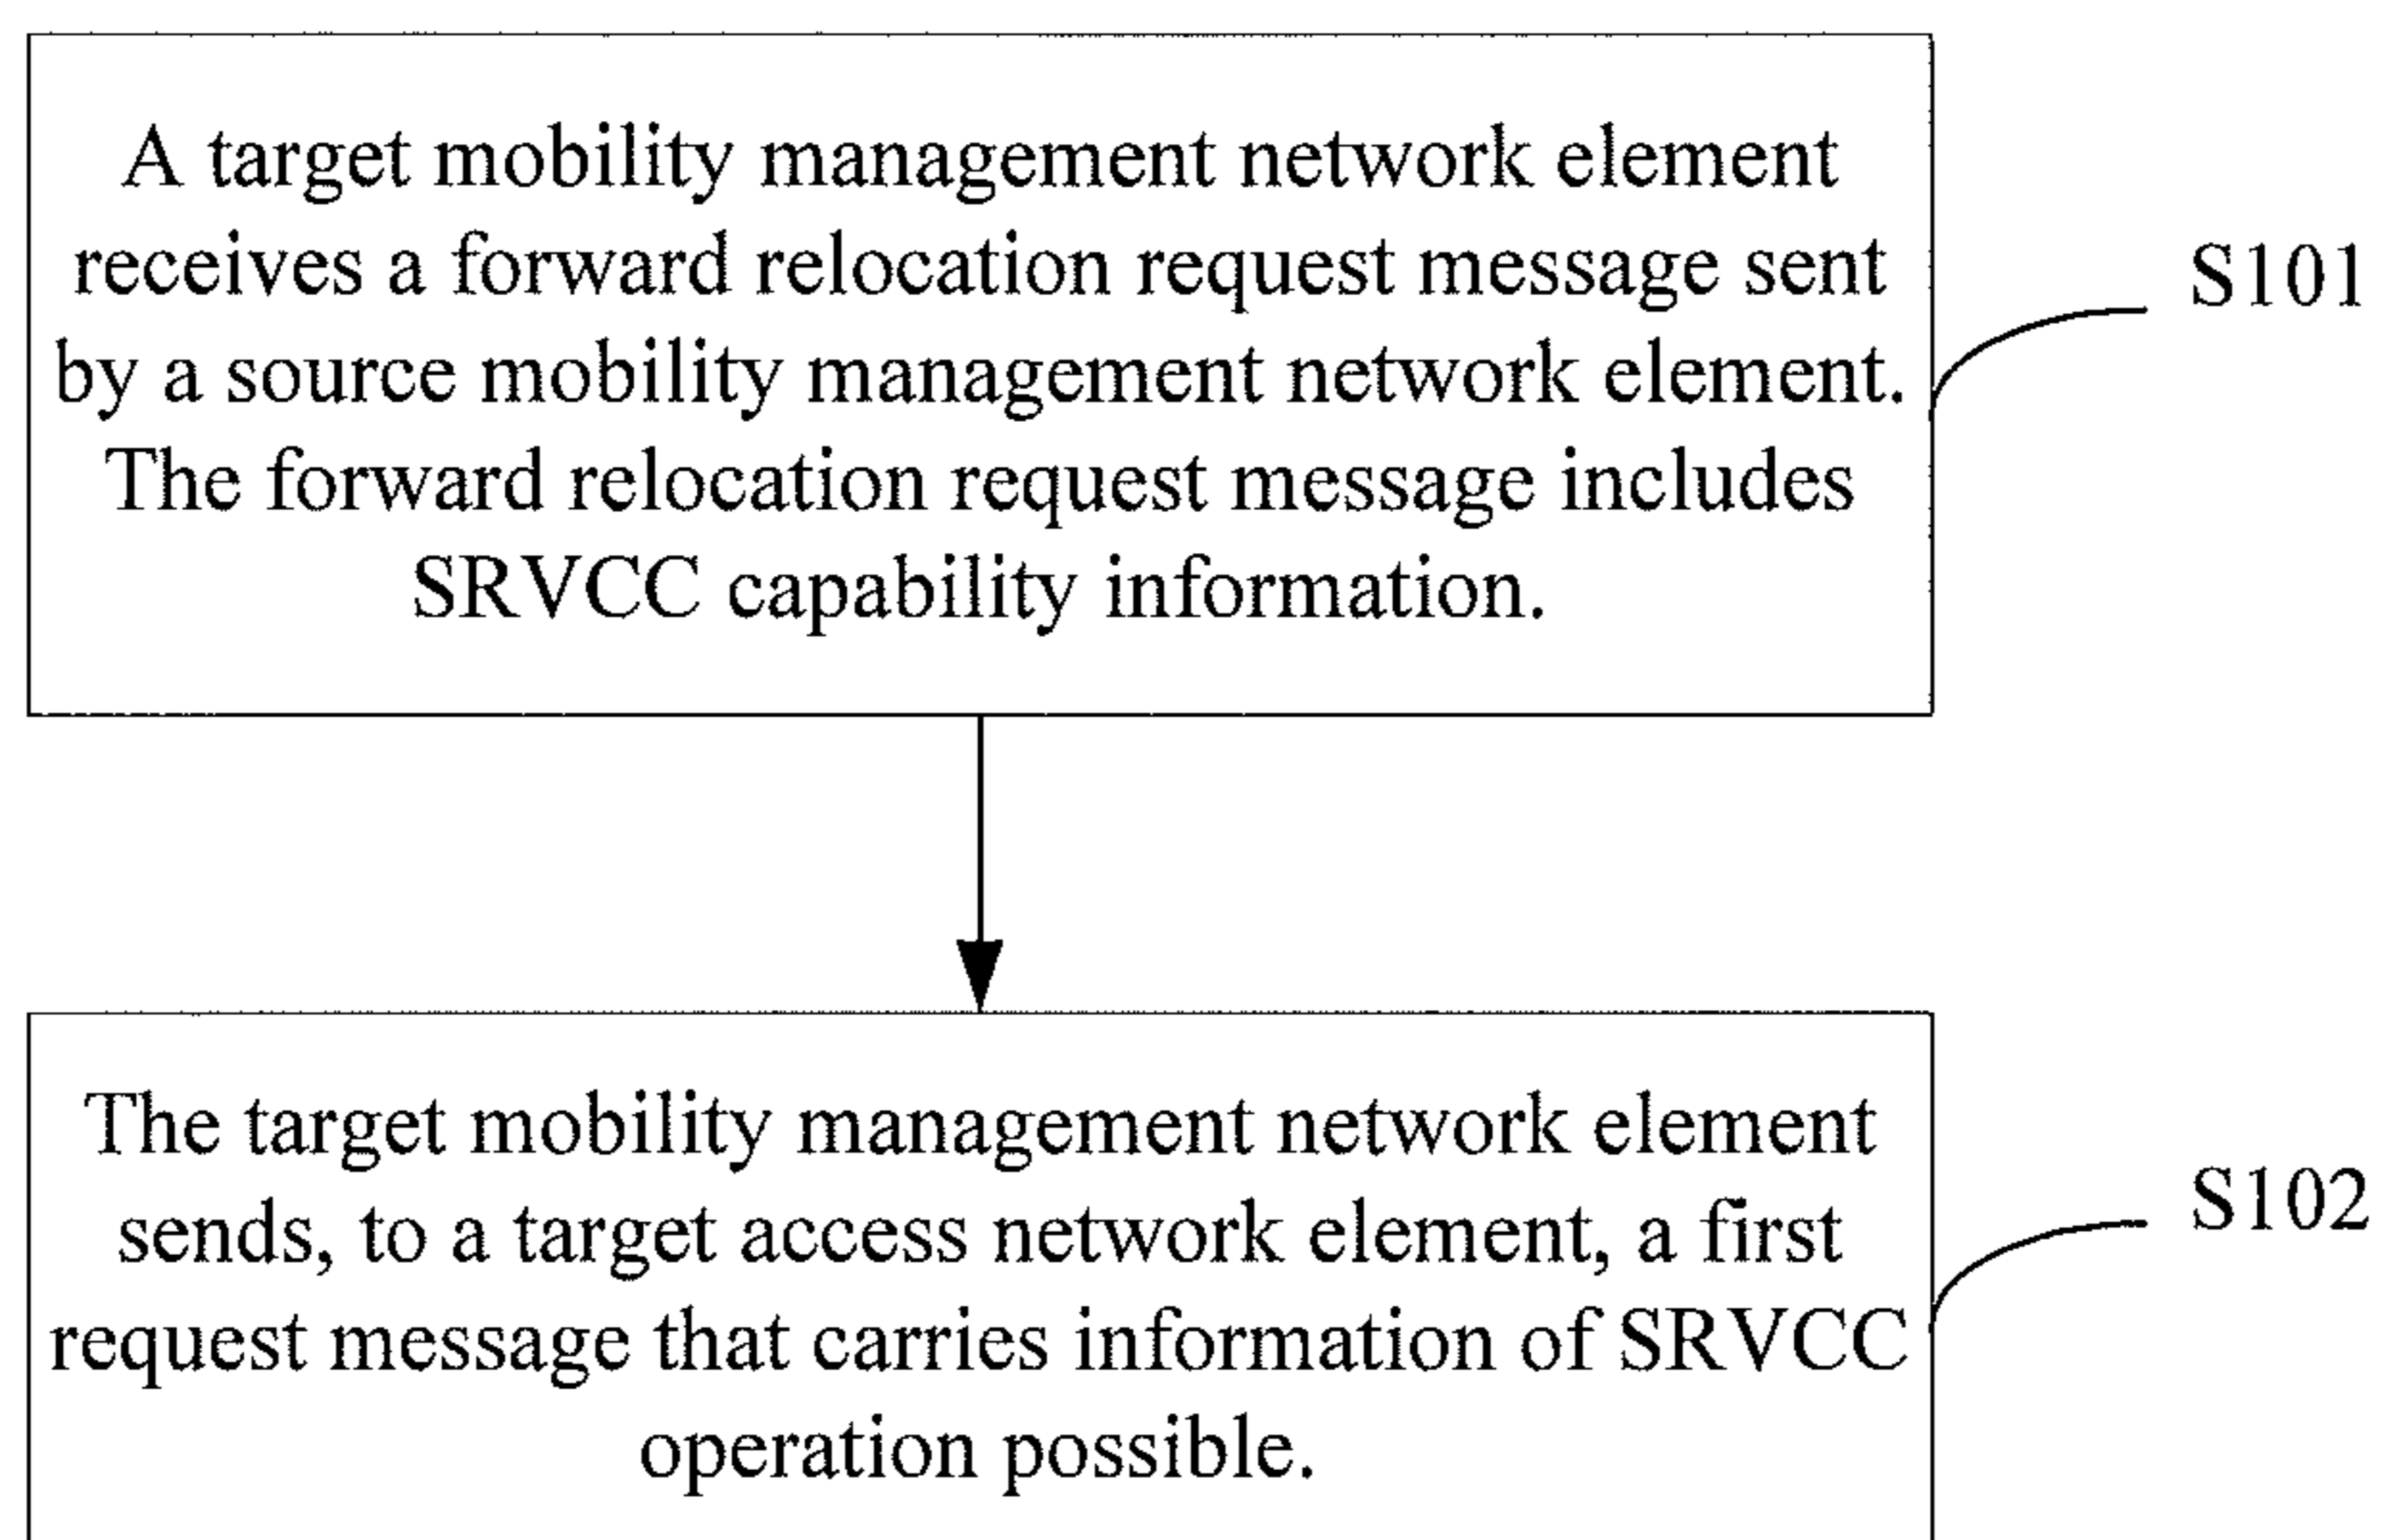 A target mobility management network element
receives a forward relocation request message sent
by a source mobility management network element.
The forward relocation request message includes
SRVCC capability information.
S101
The target mobility management network element
sends, to a target access network element, a first
request message that carries information of SRVCC
operation possible.
S102